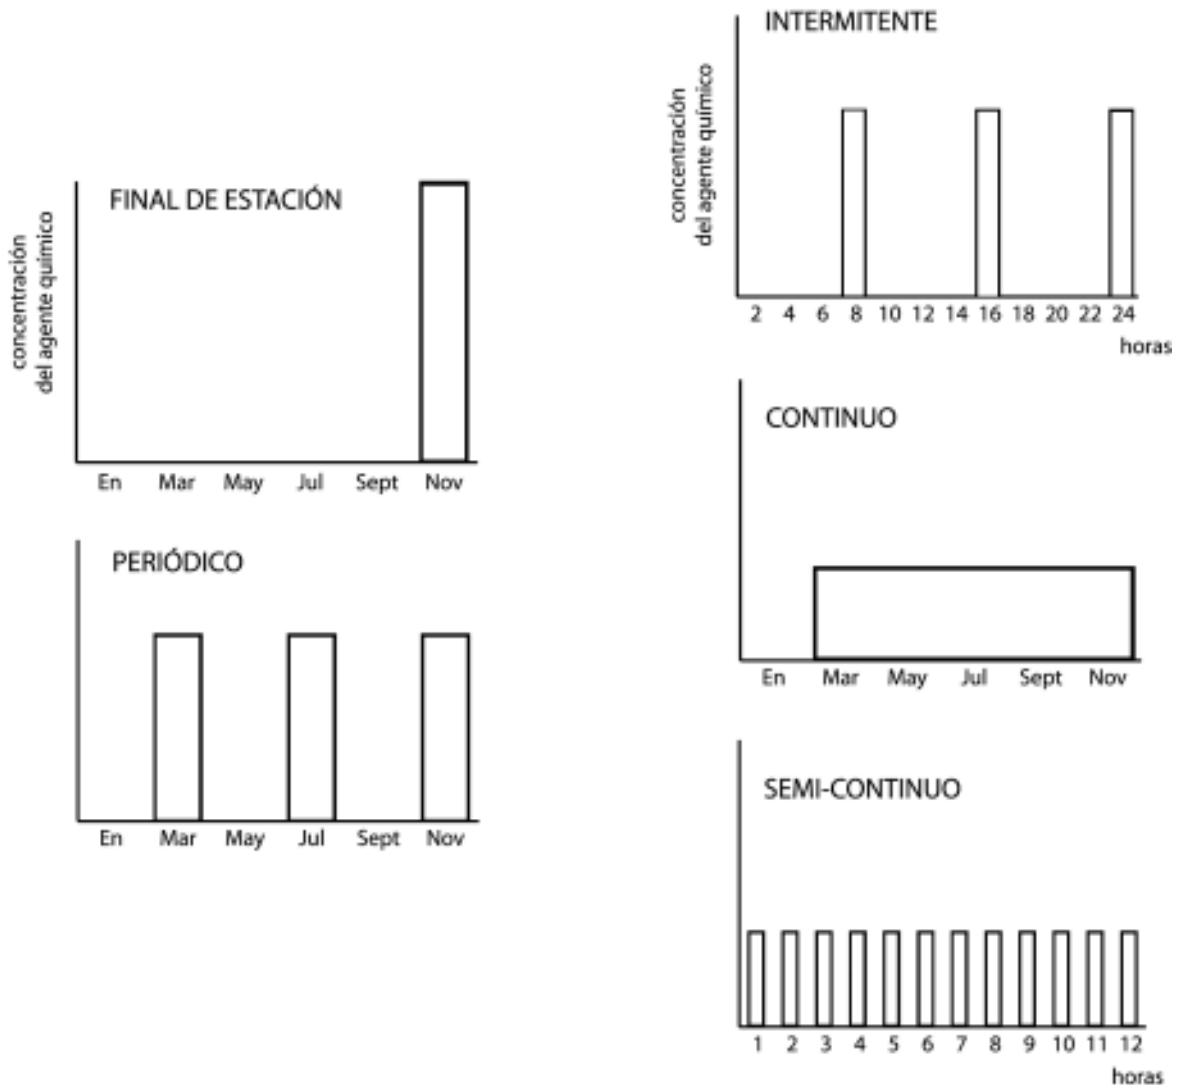 FINAL DE ESTACIÓN
concentración
del agente químico
En Mar May Jul Sept Nov
PERIÓDICO
En Mar May Jul Sept Nov
INTERMITENTE
concentración
del agente químico
2 4 6 8 10 12 14 16 18 20 22 24
horas
CONTINUO
En Mar May Jul Sept Nov
SEMI-CONTINUO
1 2 3 4 5 6 7 8 9 10 11 12
horas